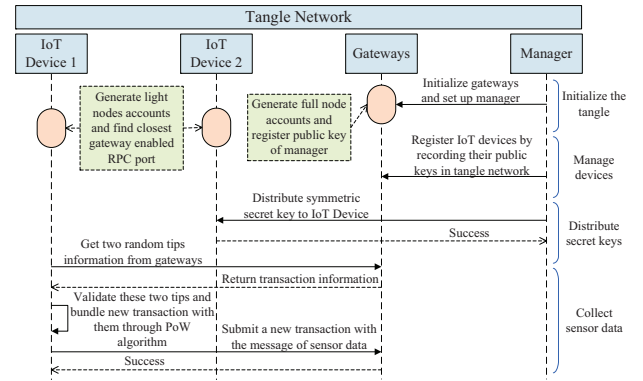 Tangle Network
IoT
Device 1
IoT
Device 2
Gateways
Manager
Generate light
nodes accounts
and find closest
gateway enabled
RPC port
Generate full node
accounts and
register public key
of manager
Initialize gateways
and set up manager
Initialize the
tangle
Register IoT devices by
recording their public
keys in tangle network
Manage
devices
Distribute symmetric
secret key to IoT Device
Success
Distribute
secret keys
Get two random tips
information from gateways
Return transaction information
Validate these two tips and
bundle new transaction with
them through PoW
algorithm
Submit a new transaction with
the message of sensor data
Success
Collect
sensor data